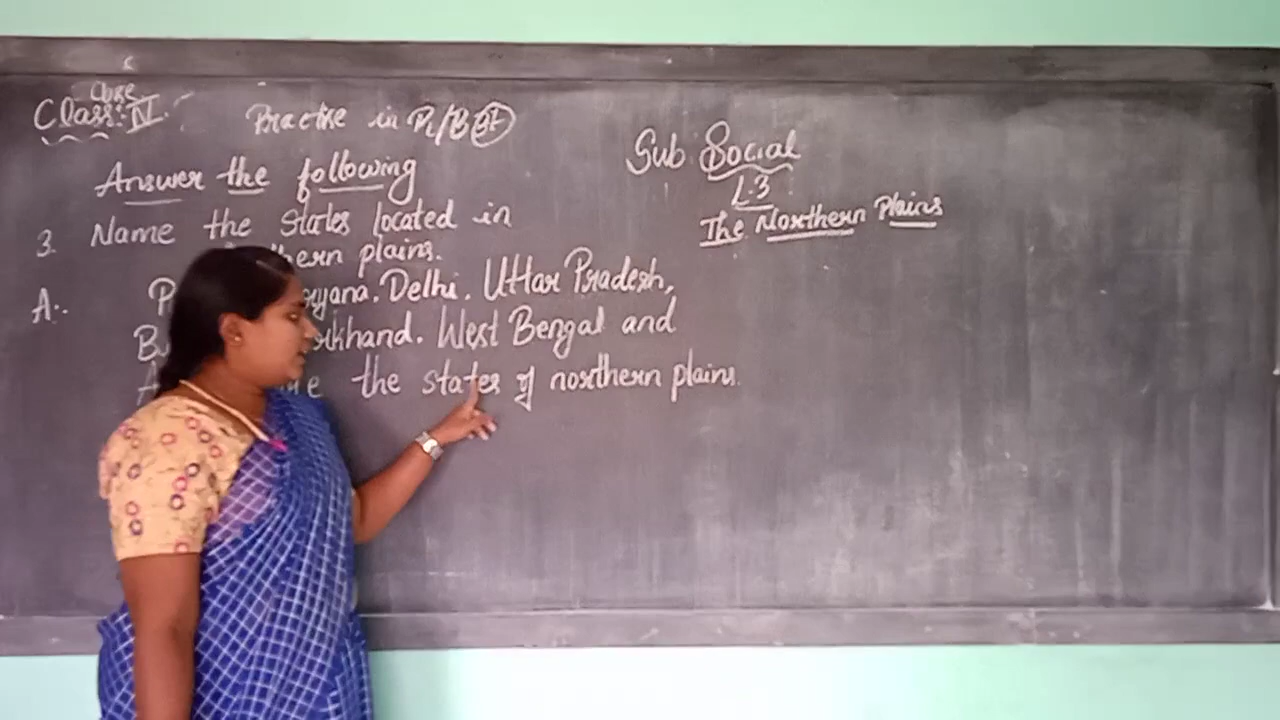 Class: IV
Practise in
Sub Social
L.3
The Northern Plains
Answer the following
3. Name the states located in
plains.
A:. Delhi. Uttar Pradesh,
West Bengal and
the states of northern plains.